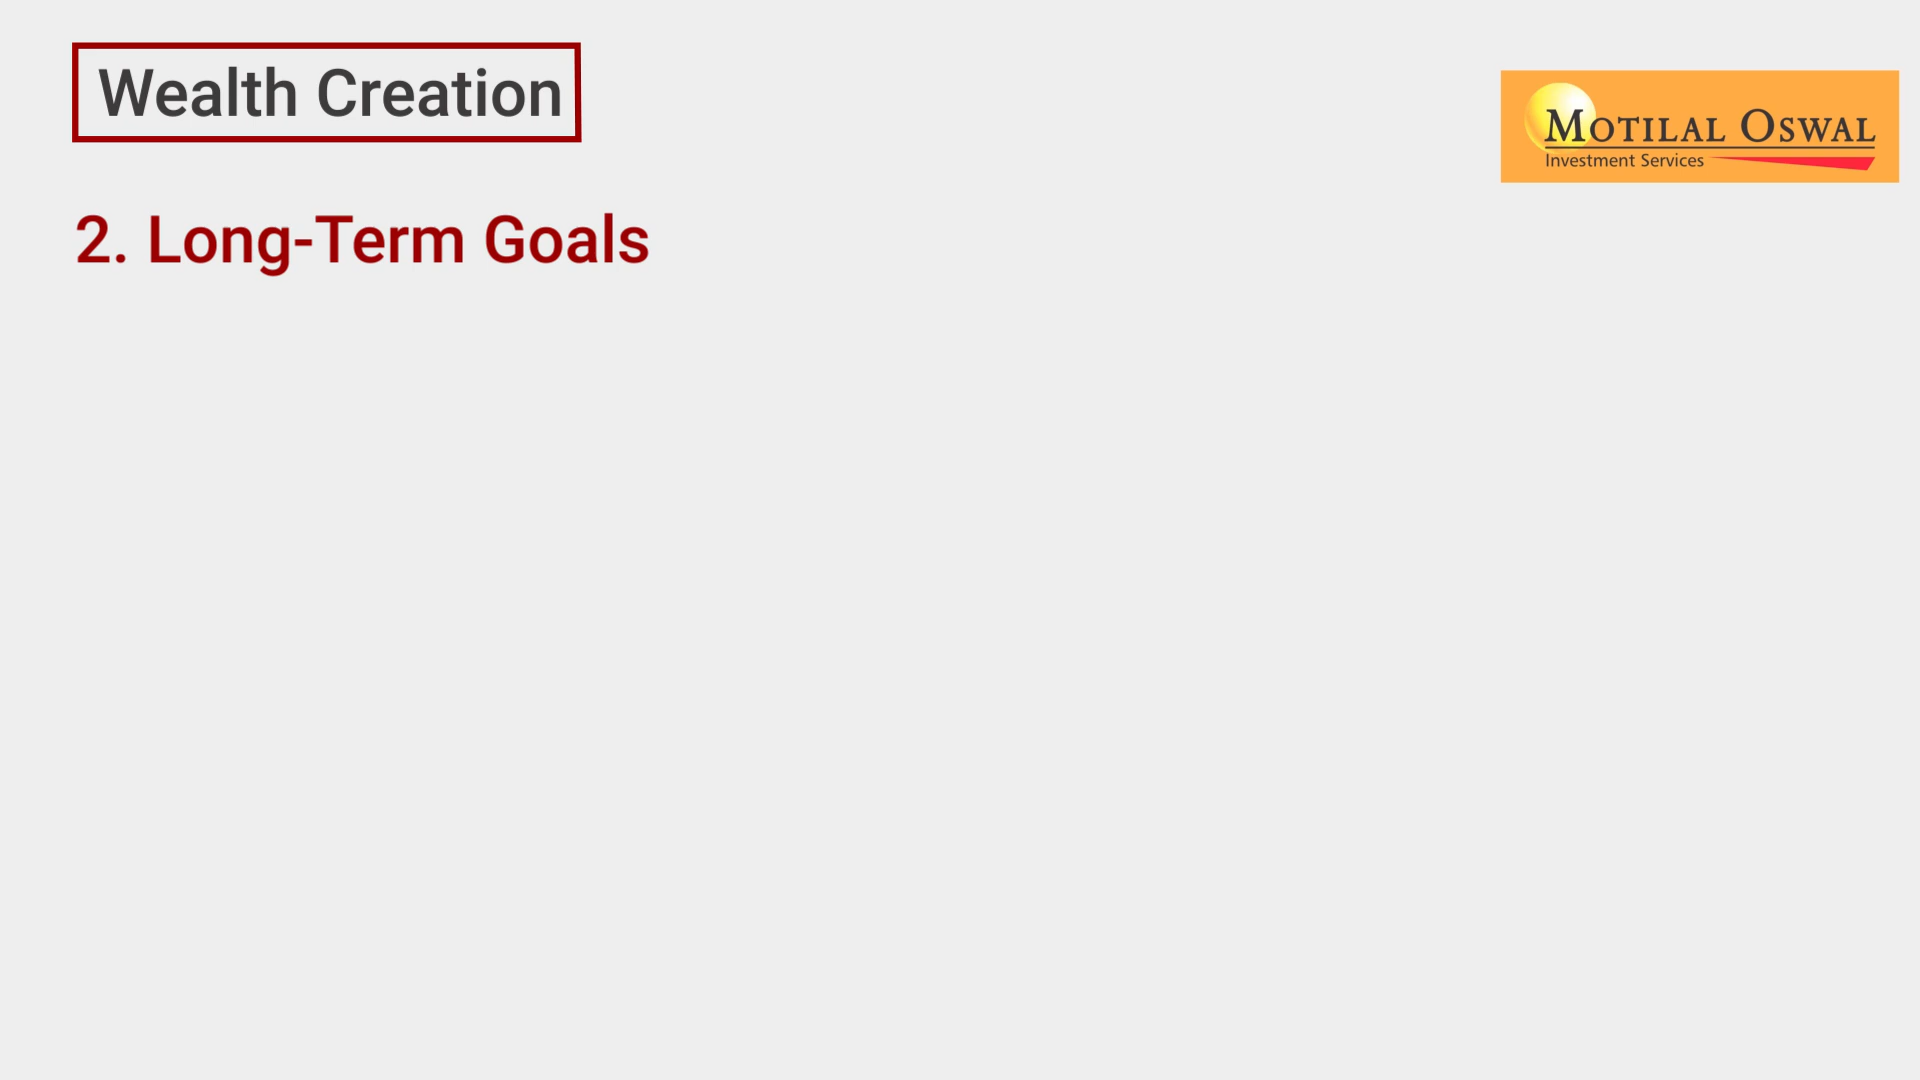 Wealth Creation
MOTILAL OSWAL
Investment Services
2. Long-Term Goals